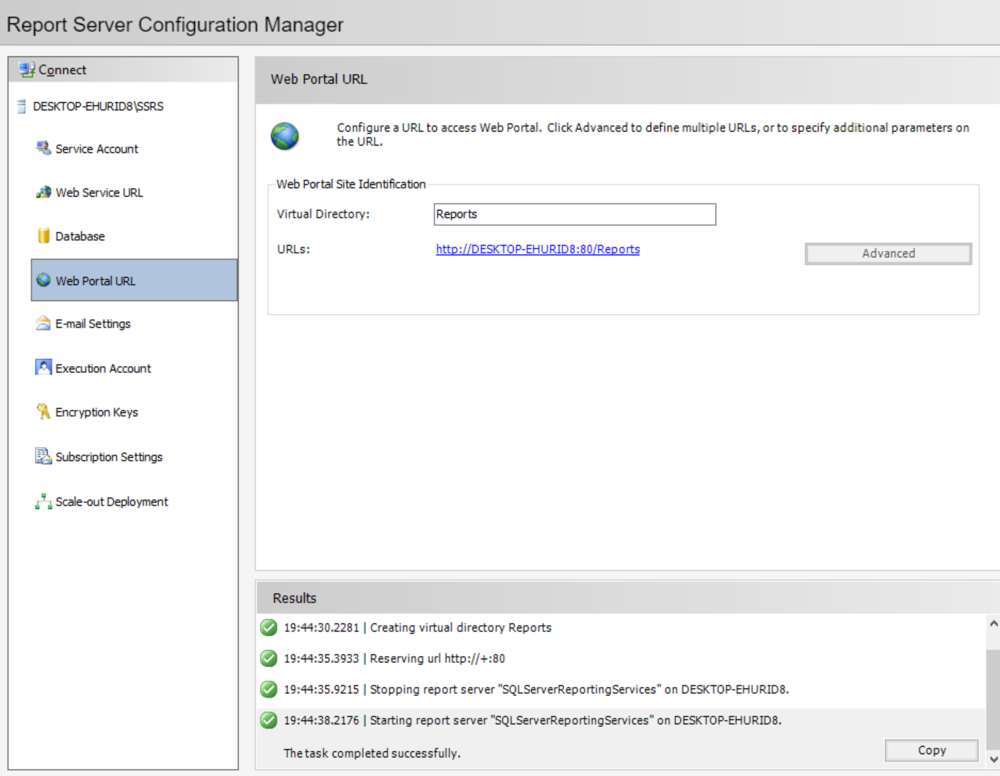 Report Server Configuration Manager
Connect
DESKTOP-EHURID8\SSRS
Service Account
Web Service URL
Database
Web Portal URL
E-mail Settings
Execution Account
Encryption Keys
Subscription Settings
Scale-out Deployment
Web Portal URL
Configure a URL to access Web Portal. Click Advanced to define multiple URLs, or to specify additional parameters on
the URL.
Web Portal Site Identification
Virtual Directory: Reports
URLs: http://DESKTOP-EHURID8:80/Reports
Advanced
Results
19:44:30.2281 | Creating virtual directory Reports
19:44:35.3933 | Reserving url http://+:80
19:44:35.9215 | Stopping report server "SQLServerReportingServices" on DESKTOP-EHURID8.
19:44:38.2176 | Starting report server "SQLServerReportingServices" on DESKTOP-EHURID8.
The task completed successfully.
Copy